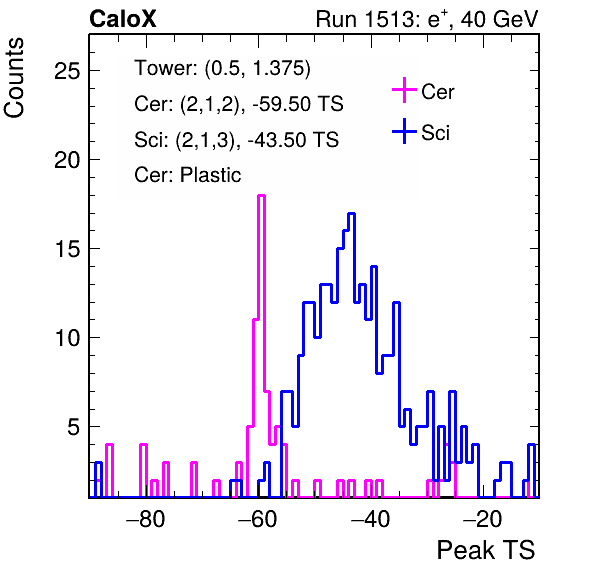 CaloX Run 1513: e⁺, 40 GeV
Counts
Tower: (0.5, 1.375)
Cer: (2,1,2), -59.50 TS
Sci: (2,1,3), -43.50 TS
Cer: Plastic
Cer
Sci
25
20
15
10
5
−80 −60 −40 −20
Peak TS